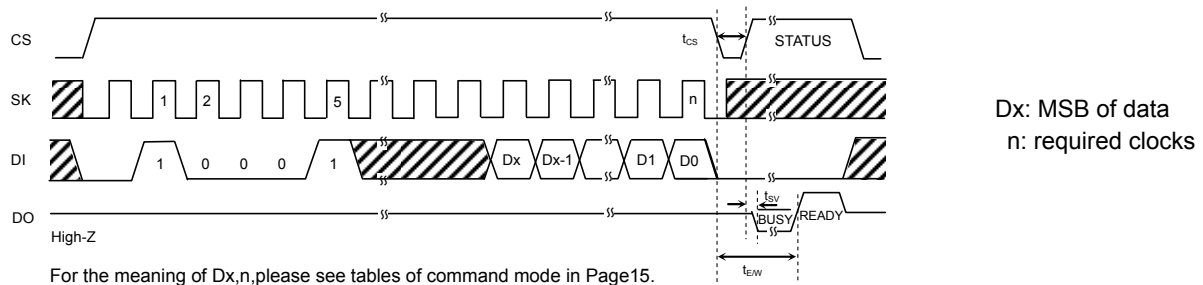 CS
tCS
STATUS
SK
1
2
5
n
DI
1
0
0
0
1
Dx
Dx-1
D1
D0
DO
High-Z
tSV
BUSY
READY
tE/W
Dx: MSB of data
n: required clocks
For the meaning of Dx,n,please see tables of command mode in Page15.